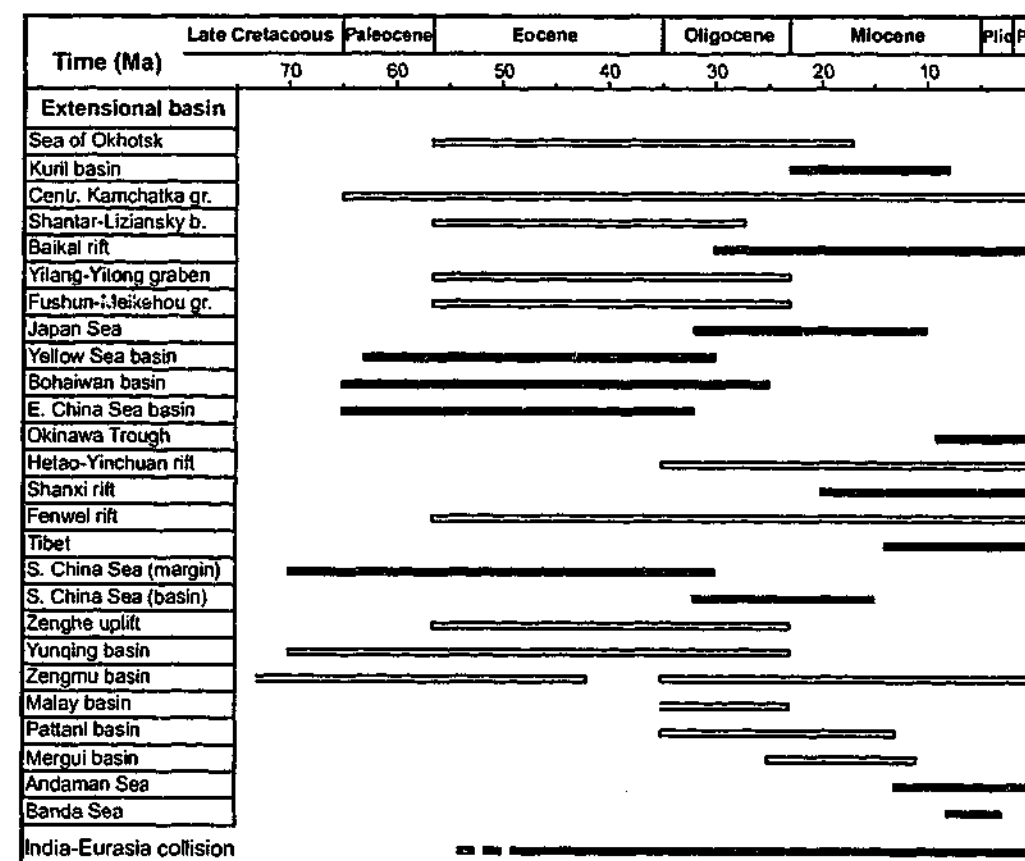 Late Cretacoous Paleocene Eocene Oligocene Miocene Plio P
Time (Ma)
70 60 50 40 30 20 10
Extensional basin
Sea of Okhotsk
Kuril basin
Centr. Kamchatka gr.
Shantar-Liziansky b.
Baikal rift
Yilang-Yilong graben
Fushun-Meikehou gr.
Japan Sea
Yellow Sea basin
Bohaiwan basin
E. China Sea basin
Okinawa Trough
Hetao-Yinchuan rift
Shanxi rift
Fenwei rift
Tibet
S. China Sea (margin)
S. China Sea (basin)
Zenghe uplift
Yunqing basin
Zengmu basin
Malay basin
Pattani basin
Mergui basin
Andaman Sea
Banda Sea
India-Eurasia collision